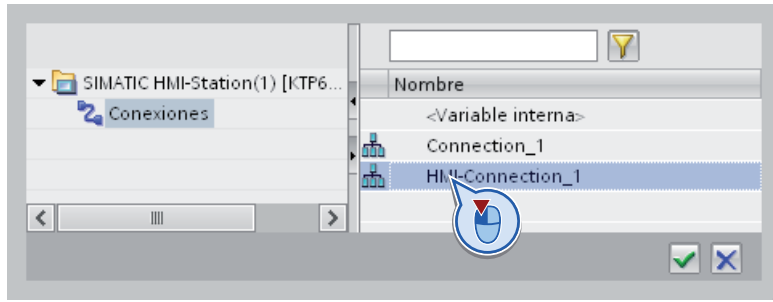 SIMATIC HMI-Station(1) [KTP6...
Conexiones
Nombre
<Variable interna>
Connection_1
HMI-Connection_1